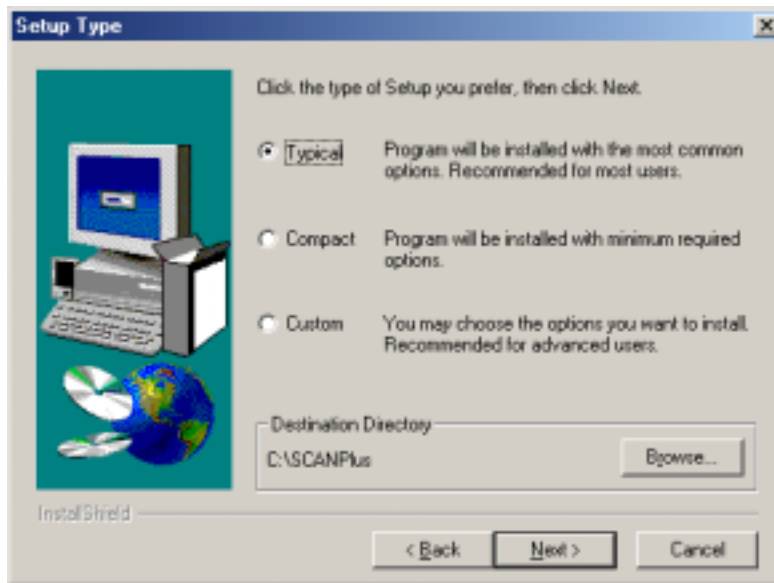 Setup Type
Click the type of Setup you prefer, then click Next.
Typical
Program will be installed with the most common
options. Recommended for most users.
Compact
Program will be installed with minimum required
options.
Custom
You may choose the options you want to install.
Recommended for advanced users.
Destination Directory
C:\SCANPlus
Browse...
InstallShield
< Back
Next >
Cancel